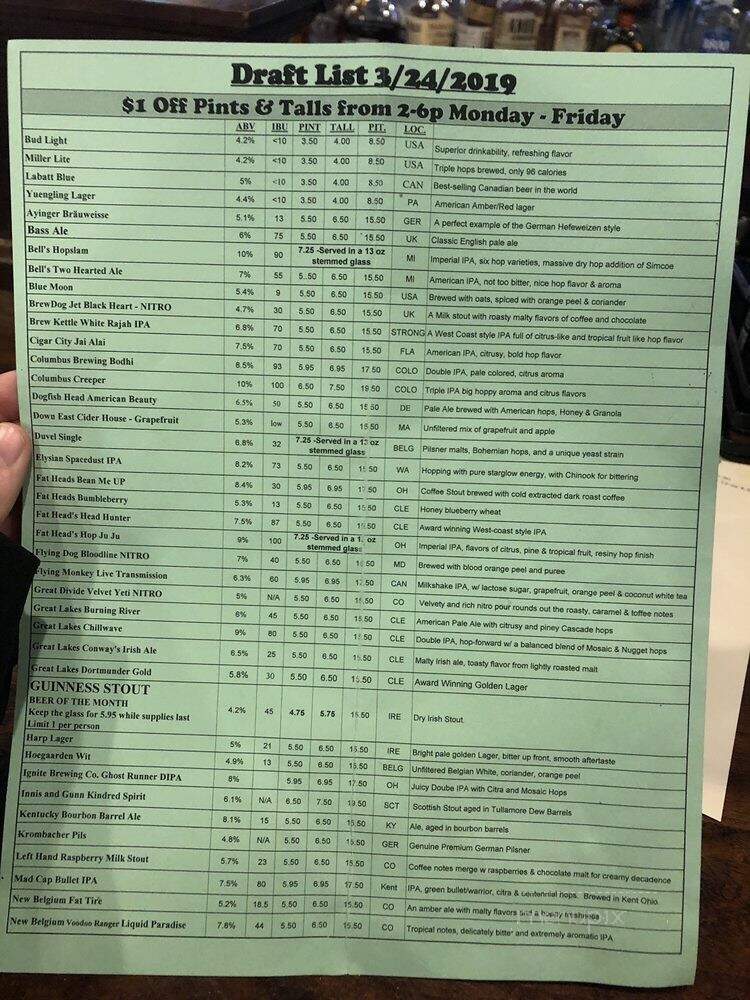 Draft List 3/24/2019
$1 Off Pints & Talls from 2-6p Monday - Friday
ABV IBU PINT TALL PIT. LOC.
Bud Light 4.2% <10 3.50 4.00 8.50 USA Superior drinkability, refreshing flavor
Miller Lite 4.2% <10 3.50 4.00 8.50 USA Triple hops brewed, only 96 calories
Labatt Blue 5% <10 3.50 4.00 8.50 CAN Best-selling Canadian beer in the world
Yuengling Lager 4.4% <10 3.50 4.00 8.50 PA American Amber/Red lager
Ayinger Bräuweisse 5.1% 13 5.50 6.50 15.50 GER A perfect example of the German Hefeweizen style
Bass Ale 6% 75 5.50 6.50 15.50 UK Classic English pale ale
Bell's Hopslam 10% 90 7.25 -Served in a 13 oz stemmed glass MI Imperial IPA, six hop varieties, massive dry hop addition of Simcoe
Bell's Two Hearted Ale 7% 55 5.50 6.50 15.50 MI American IPA, not too bitter, nice hop flavor & aroma
Blue Moon 5.4% 9 5.50 6.50 15.50 USA Brewed with oats, spiced with orange peel & coriander
BrewDog Jet Black Heart - NITRO 4.7% 30 5.50 6.50 15.50 UK A Milk stout with roasty malty flavors of coffee and chocolate
Brew Kettle White Rajah IPA 6.8% 70 5.50 6.50 15.50 STRONG A West Coast style IPA full of citrus-like and tropical fruit like hop flavor
Cigar City Jai Alai 7.5% 70 5.50 6.50 15.50 FLA American IPA, citrusy, bold hop flavor
Columbus Brewing Bodhi 8.5% 93 5.95 6.95 17.50 COLO Double IPA, pale colored, citrus aroma
Columbus Creeper 10% 100 6.50 7.50 19.50 COLO Triple IPA big hoppy aroma and citrus flavors
Dogfish Head American Beauty 6.5% 50 5.50 6.50 15.50 DE Pale Ale brewed with American hops, Honey & Granola
Down East Cider House - Grapefruit 5.3% low 5.50 6.50 15.50 MA Unfiltered mix of grapefruit and apple
Duvel Single 6.8% 32 7.25 -Served in a 13 oz stemmed glass BELG Pilsner malts, Bohemian hops, and a unique yeast strain
Elysian Spacedust IPA 8.2% 73 5.50 6.50 15.50 WA Hopping with pure starglow energy, with Chinook for bittering
Fat Heads Bean Me UP 8.4% 30 5.95 6.95 17.50 OH Coffee Stout brewed with cold extracted dark roast coffee
Fat Heads Bumbleberry 5.3% 13 5.50 6.50 15.50 CLE Honey blueberry wheat
Fat Head's Head Hunter 7.5% 87 5.50 6.50 15.50 CLE Award winning West-coast style IPA
Fat Head's Hop Ju Ju 9% 100 7.25 -Served in a oz stemmed glass OH Imperial IPA, flavors of citrus, pine & tropical fruit, resiny hop finish
Flying Dog Bloodline NITRO 7% 40 5.50 6.50 15.50 MD Brewed with blood orange peel and puree
Flying Monkey Live Transmission 6.3% 60 5.95 6.95 17.50 CAN Milkshake IPA, w/ lactose sugar, grapefruit, orange peel & coconut white tea
Great Divide Velvet Yeti NITRO 5% N/A 5.50 6.50 15.50 CO Velvety and rich nitro pour rounds out the roasty, caramel & toffee notes
Great Lakes Burning River 6% 45 5.50 6.50 15.50 CLE American Pale Ale with citrusy and piney Cascade hops
Great Lakes Chillwave 9% 80 5.50 6.50 15.50 CLE Double IPA, hop-forward w/ a balanced blend of Mosaic & Nugget hops
Great Lakes Conway's Irish Ale 6.5% 25 5.50 6.50 15.50 CLE Malty Irish ale, toasty flavor from lightly roasted malt
Great Lakes Dortmunder Gold 5.8% 30 5.50 6.50 15.50 CLE Award Winning Golden Lager
GUINNESS STOUT
BEER OF THE MONTH
Keep the glass for 5.95 while supplies last 4.2% 45 4.75 5.75 15.50 IRE Dry Irish Stout.
Limit 1 per person
Harp Lager 5% 21 5.50 6.50 15.50 IRE Bright pale golden Lager, bitter up front, smooth aftertaste
Hoegaarden Wit 4.9% 13 5.50 6.50 15.50 BELG Unfiltered Belgian White, coriander, orange peel
Ignite Brewing Co. Ghost Runner DIPA 8% 5.95 6.95 17.50 OH Juicy Doube IPA with Citra and Mosaic Hops
Innis and Gunn Kindred Spirit 6.1% N/A 6.50 7.50 19.50 SCT Scottish Stout aged in Tullamore Dew Barrels
Kentucky Bourbon Barrel Ale 8.1% 15 5.50 6.50 15.50 KY Ale, aged in bourbon barrels
Krombacher Pils 4.8% N/A 5.50 6.50 15.50 GER Genuine Premium German Pilsner
Left Hand Raspberry Milk Stout 5.7% 23 5.50 6.50 15.50 CO Coffee notes merge w raspberries & chocolate malt for creamy decadence
Mad Cap Bullet IPA 7.5% 80 5.95 6.95 17.50 Kent IPA, green bullet/warrior, citra & centennial hops. Brewed in Kent Ohio
New Belgium Fat Tire 5.2% 18.5 5.50 6.50 15.50 CO An amber ale with malty flavors and a hoppy freshness
New Belgium Voodoo Ranger Liquid Paradise 7.8% 44 5.50 6.50 15.50 CO Tropical notes, delicately bitter and extremely aromatic IPA